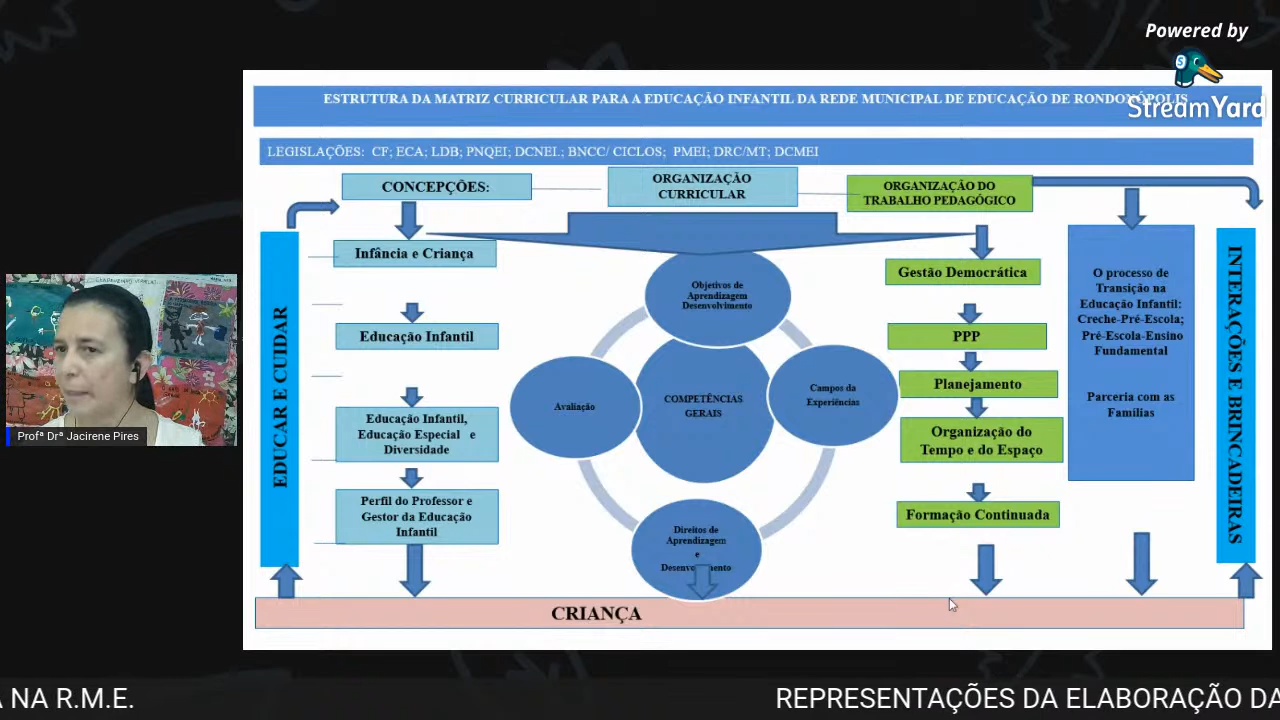 Powered by
StreamYard
ESTRUTURA DA MATRIZ CURRICULAR PARA A EDUCAÇÃO INFANTIL DA REDE MUNICIPAL DE EDUCAÇÃO DE RONDONÓPOLIS
LEGISLAÇÕES: CF; ECA; LDB; PNQEI; DCNEI.; BNCC/ CICLOS; PMEI; DRC/MT; DCMEI
CONCEPÇÕES:
ORGANIZAÇÃO
CURRICULAR
ORGANIZAÇÃO DO
TRABALHO PEDAGÓGICO
EDUCAR E CUIDAR
Infância e Criança
Educação Infantil
Educação Infantil,
Educação Especial e
Diversidade
Perfil do Professor e
Gestor da Educação
Infantil
Objetivos de
Aprendizagem
Desenvolvimento
Avaliação
COMPETÊNCIAS
GERAIS
Campos da
Experiências
Direitos de
Aprendizagem
e
Desenvolvimento
Gestão Democrática
PPP
Planejamento
Organização do
Tempo e do Espaço
Formação Continuada
O processo de
Transição na
Educação Infantil:
Creche-Pré-Escola;
Pré-Escola-Ensino
Fundamental
Parceria com as
Famílias
INTERAÇÕES E BRINCADEIRAS
CRIANÇA
Profª Drª Jacirene Pires
A NA R.M.E.
REPRESENTAÇÕES DA ELABORAÇÃO DA